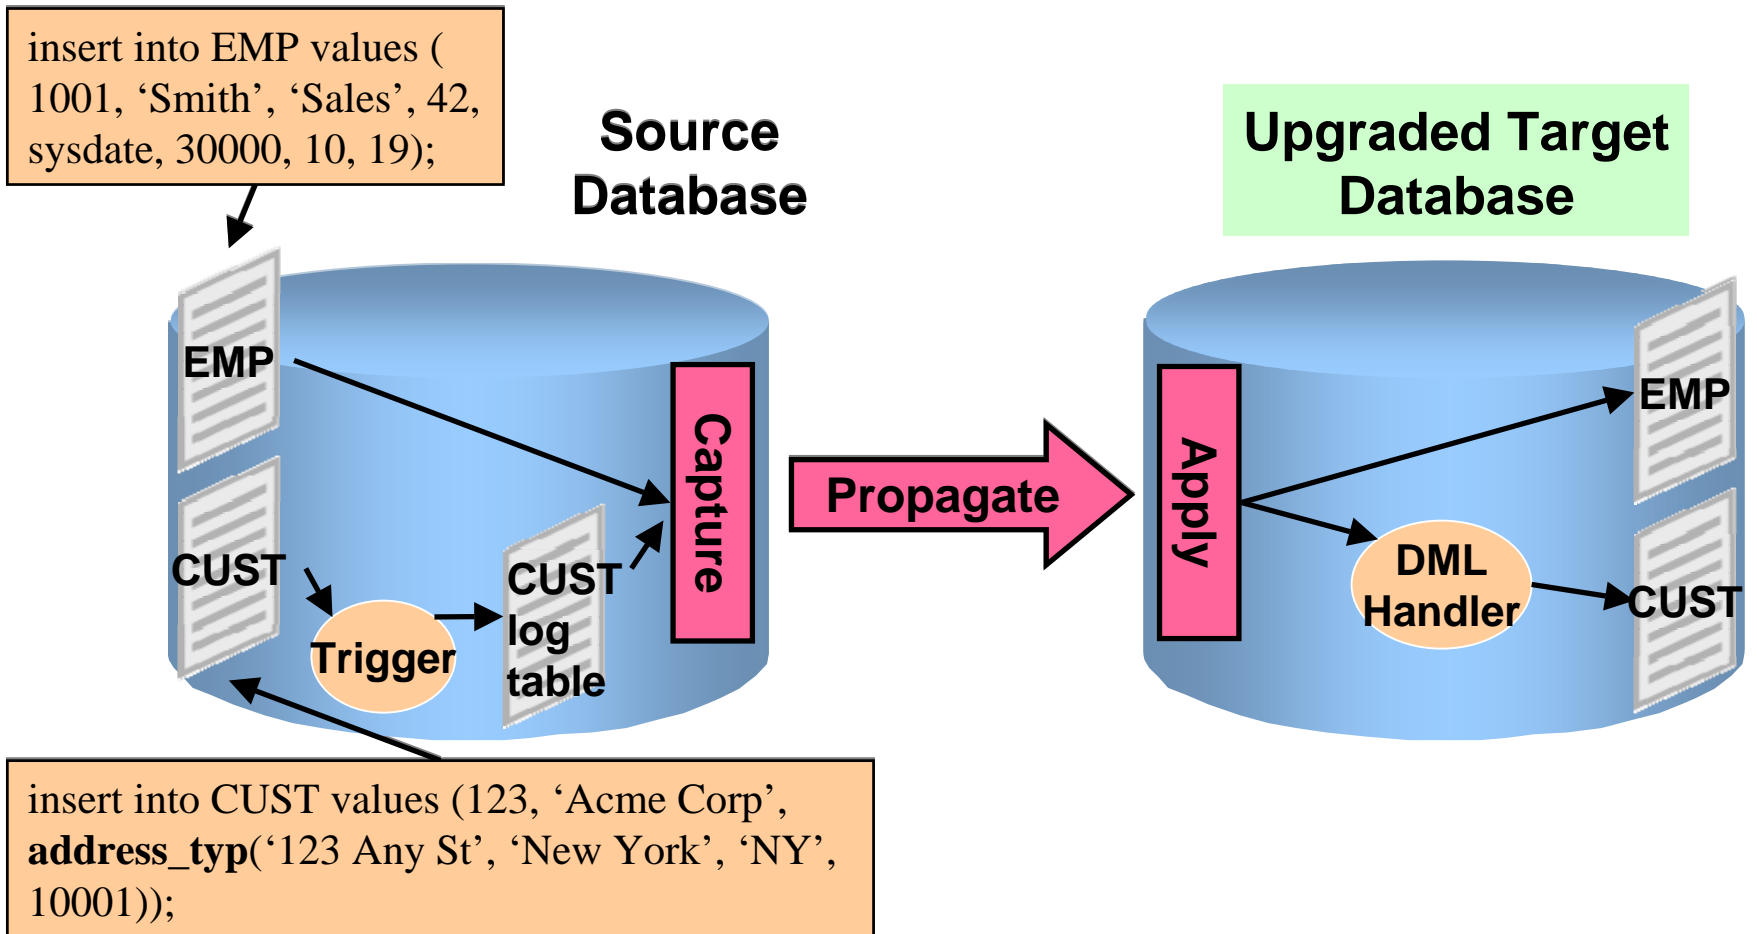 insert into EMP values (
1001, ‘Smith’, ‘Sales’, 42,
sysdate, 30000, 10, 19);
Source
Database
Upgraded Target
Database
EMP
CUST
Trigger
CUST
log
table
Capture
Propagate
Apply
DML
Handler
EMP
CUST
insert into CUST values (123, ‘Acme Corp’,
address_typ(‘123 Any St’, ‘New York’, ‘NY’,
10001));